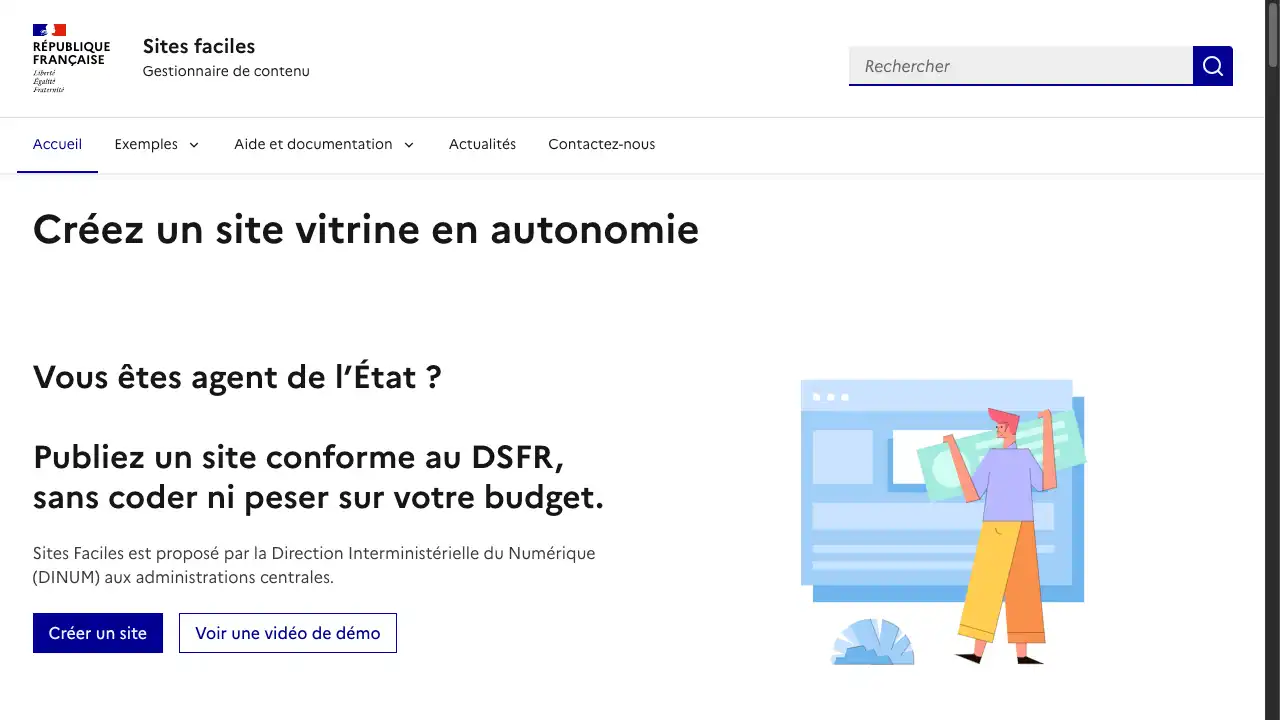 RÉPUBLIQUE
FRANÇAISE
Liberté
Égalité
Fraternité
Sites faciles
Gestionnaire de contenu
Rechercher
Accueil
Exemples
Aide et documentation
Actualités
Contactez-nous
Créez un site vitrine en autonomie
Vous êtes agent de l’État ?
Publiez un site conforme au DSFR,
sans coder ni peser sur votre budget.
Sites Faciles est proposé par la Direction Interministérielle du Numérique
(DINUM) aux administrations centrales.
Créer un site
Voir une vidéo de démo